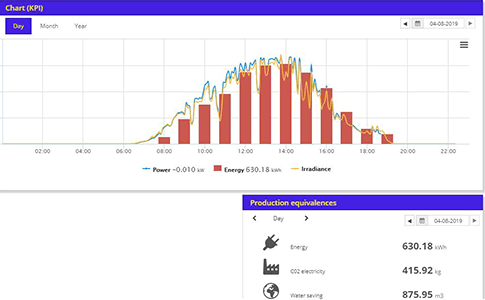 Chart (KPI)
Day Month Year
04-08-2019
02:00 04:00 06:00 08:00 10:00 12:00 14:00 16:00 18:00 20:00 22:00
Power -0.010 kW Energy 630.18 kWh Irradiance
Production equivalences
Day
04-08-2019
Energy 630.18 kWh
CO2 electricity 415.92 kg
Water saving 875.95 m3